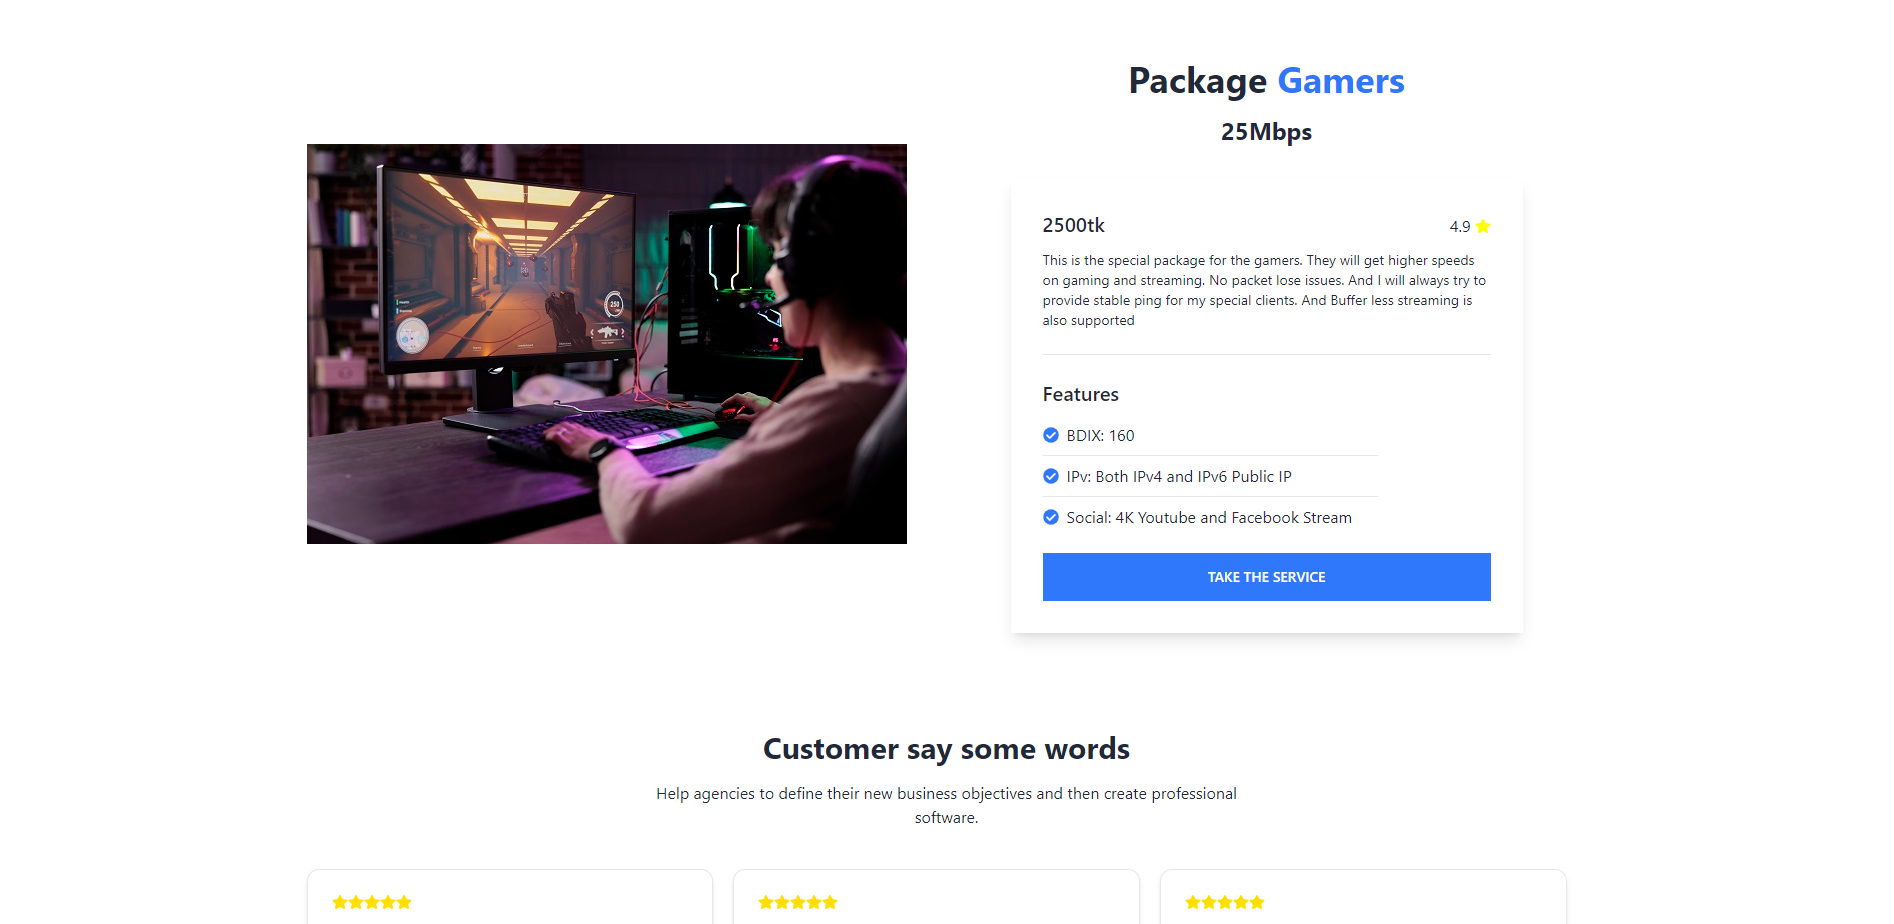 Package Gamers
25Mbps
2500tk
4.9
This is the special package for the gamers. They will get higher speeds
on gaming and streaming. No packet lose issues. And I will always try to
provide stable ping for my special clients. And Buffer less streaming is
also supported
Features
BDIX: 160
IPv: Both IPv4 and IPv6 Public IP
Social: 4K Youtube and Facebook Stream
TAKE THE SERVICE
250
Customer say some words
Help agencies to define their new business objectives and then create professional
software.